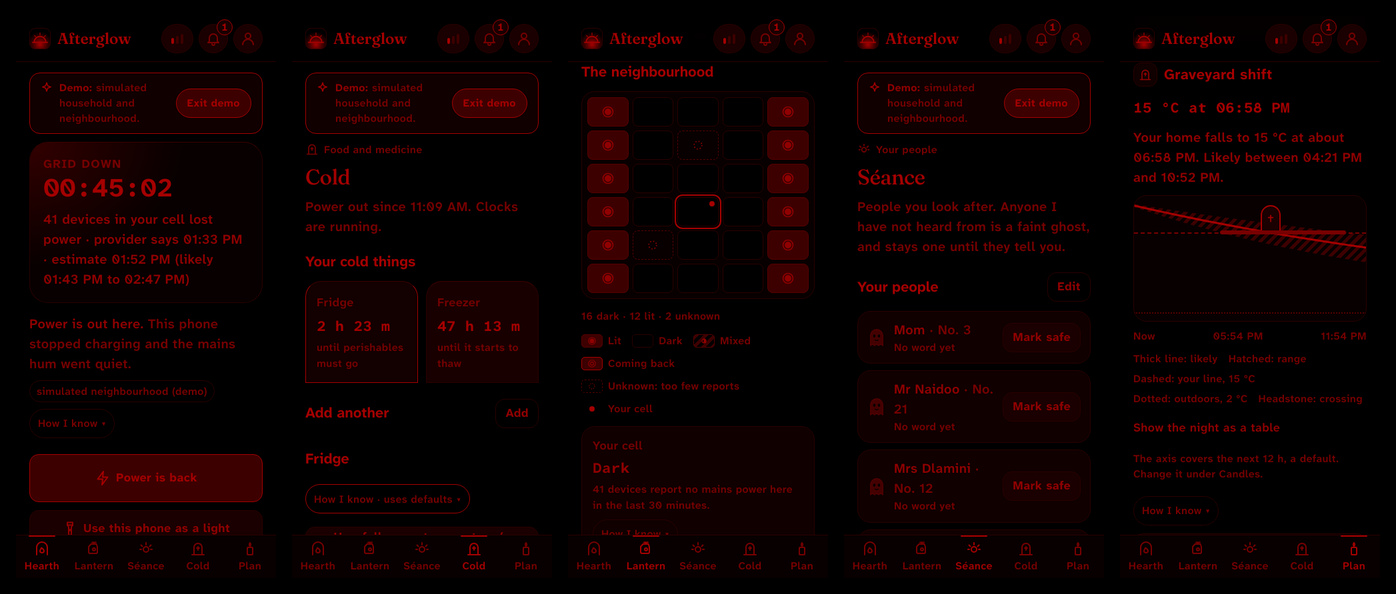 Afterglow
1
Demo: simulated
household and
neighbourhood.
Exit demo
GRID DOWN
00:45:02
41 devices in your cell lost
power · provider says 01:33 PM
· estimate 01:52 PM (likely
01:43 PM to 02:47 PM)
Power is out here. This phone
stopped charging and the mains
hum went quiet.
simulated neighbourhood (demo)
How I know
Power is back
Use this phone as a light
Hearth
Lantern
Séance
Cold
Plan
Afterglow
1
Demo: simulated
household and
neighbourhood.
Exit demo
Food and medicine
Cold
Power out since 11:09 AM. Clocks
are running.
Your cold things
Fridge
2 h 23 m
until perishables
must go
Freezer
47 h 13 m
until it starts to
thaw
Add another
Add
Fridge
How I know · uses defaults
Hearth
Lantern
Séance
Cold
Plan
Afterglow
1
The neighbourhood
16 dark · 12 lit · 2 unknown
Lit
Dark
Mixed
Coming back
Unknown: too few reports
Your cell
Your cell
Dark
41 devices report no mains power here
in the last 30 minutes.
How I know
Hearth
Lantern
Séance
Cold
Plan
Afterglow
1
Demo: simulated
household and
neighbourhood.
Exit demo
Your people
Séance
People you look after. Anyone I
have not heard from is a faint ghost,
and stays one until they tell you.
Your people
Edit
Mom · No. 3
No word yet
Mark safe
Mr Naidoo · No.
21
No word yet
Mark safe
Mrs Dlamini ·
No. 12
No word yet
Mark safe
Hearth
Lantern
Séance
Cold
Plan
Afterglow
1
Graveyard shift
15 °C at 06:58 PM
Your home falls to 15 °C at about
06:58 PM. Likely between 04:21 PM
and 10:52 PM.
Now
05:54 PM
11:54 PM
Thick line: likely Hatched: range
Dashed: your line, 15 °C
Dotted: outdoors, 2 °C Headstone: crossing
Show the night as a table
The axis covers the next 12 h, a default.
Change it under Candles.
How I know
Hearth
Lantern
Séance
Cold
Plan